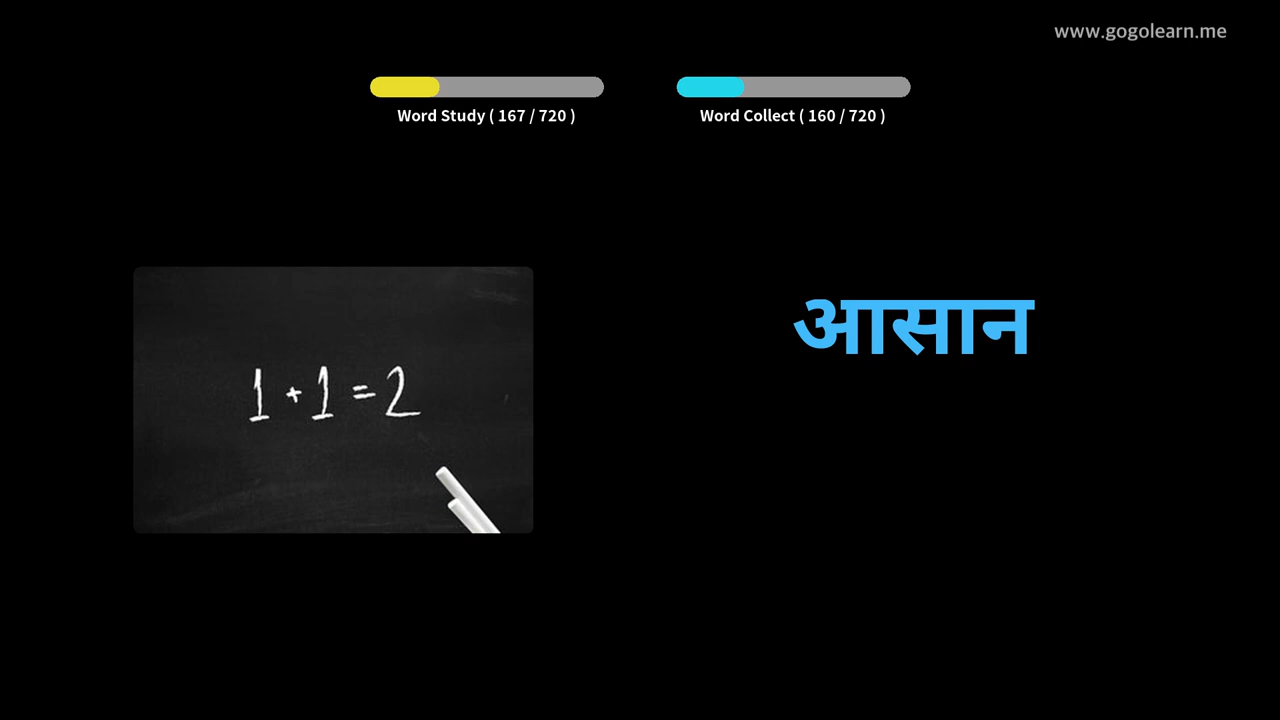 www.gogolearn.me
Word Study ( 167 / 720 )
Word Collect ( 160 / 720 )
आसान
1 + 1 = 2